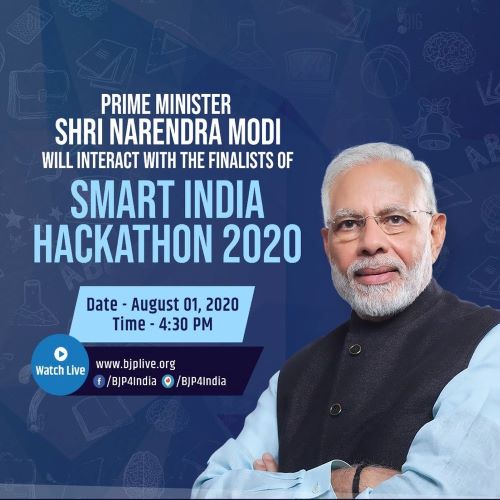 PRIME MINISTER
SHRI NARENDRA MODI
WILL INTERACT WITH THE FINALISTS OF
SMART INDIA
HACKATHON 2020
Date - August 01, 2020
Time - 4:30 PM
Watch Live
www.bjplive.org
/BJP4India /BJP4India